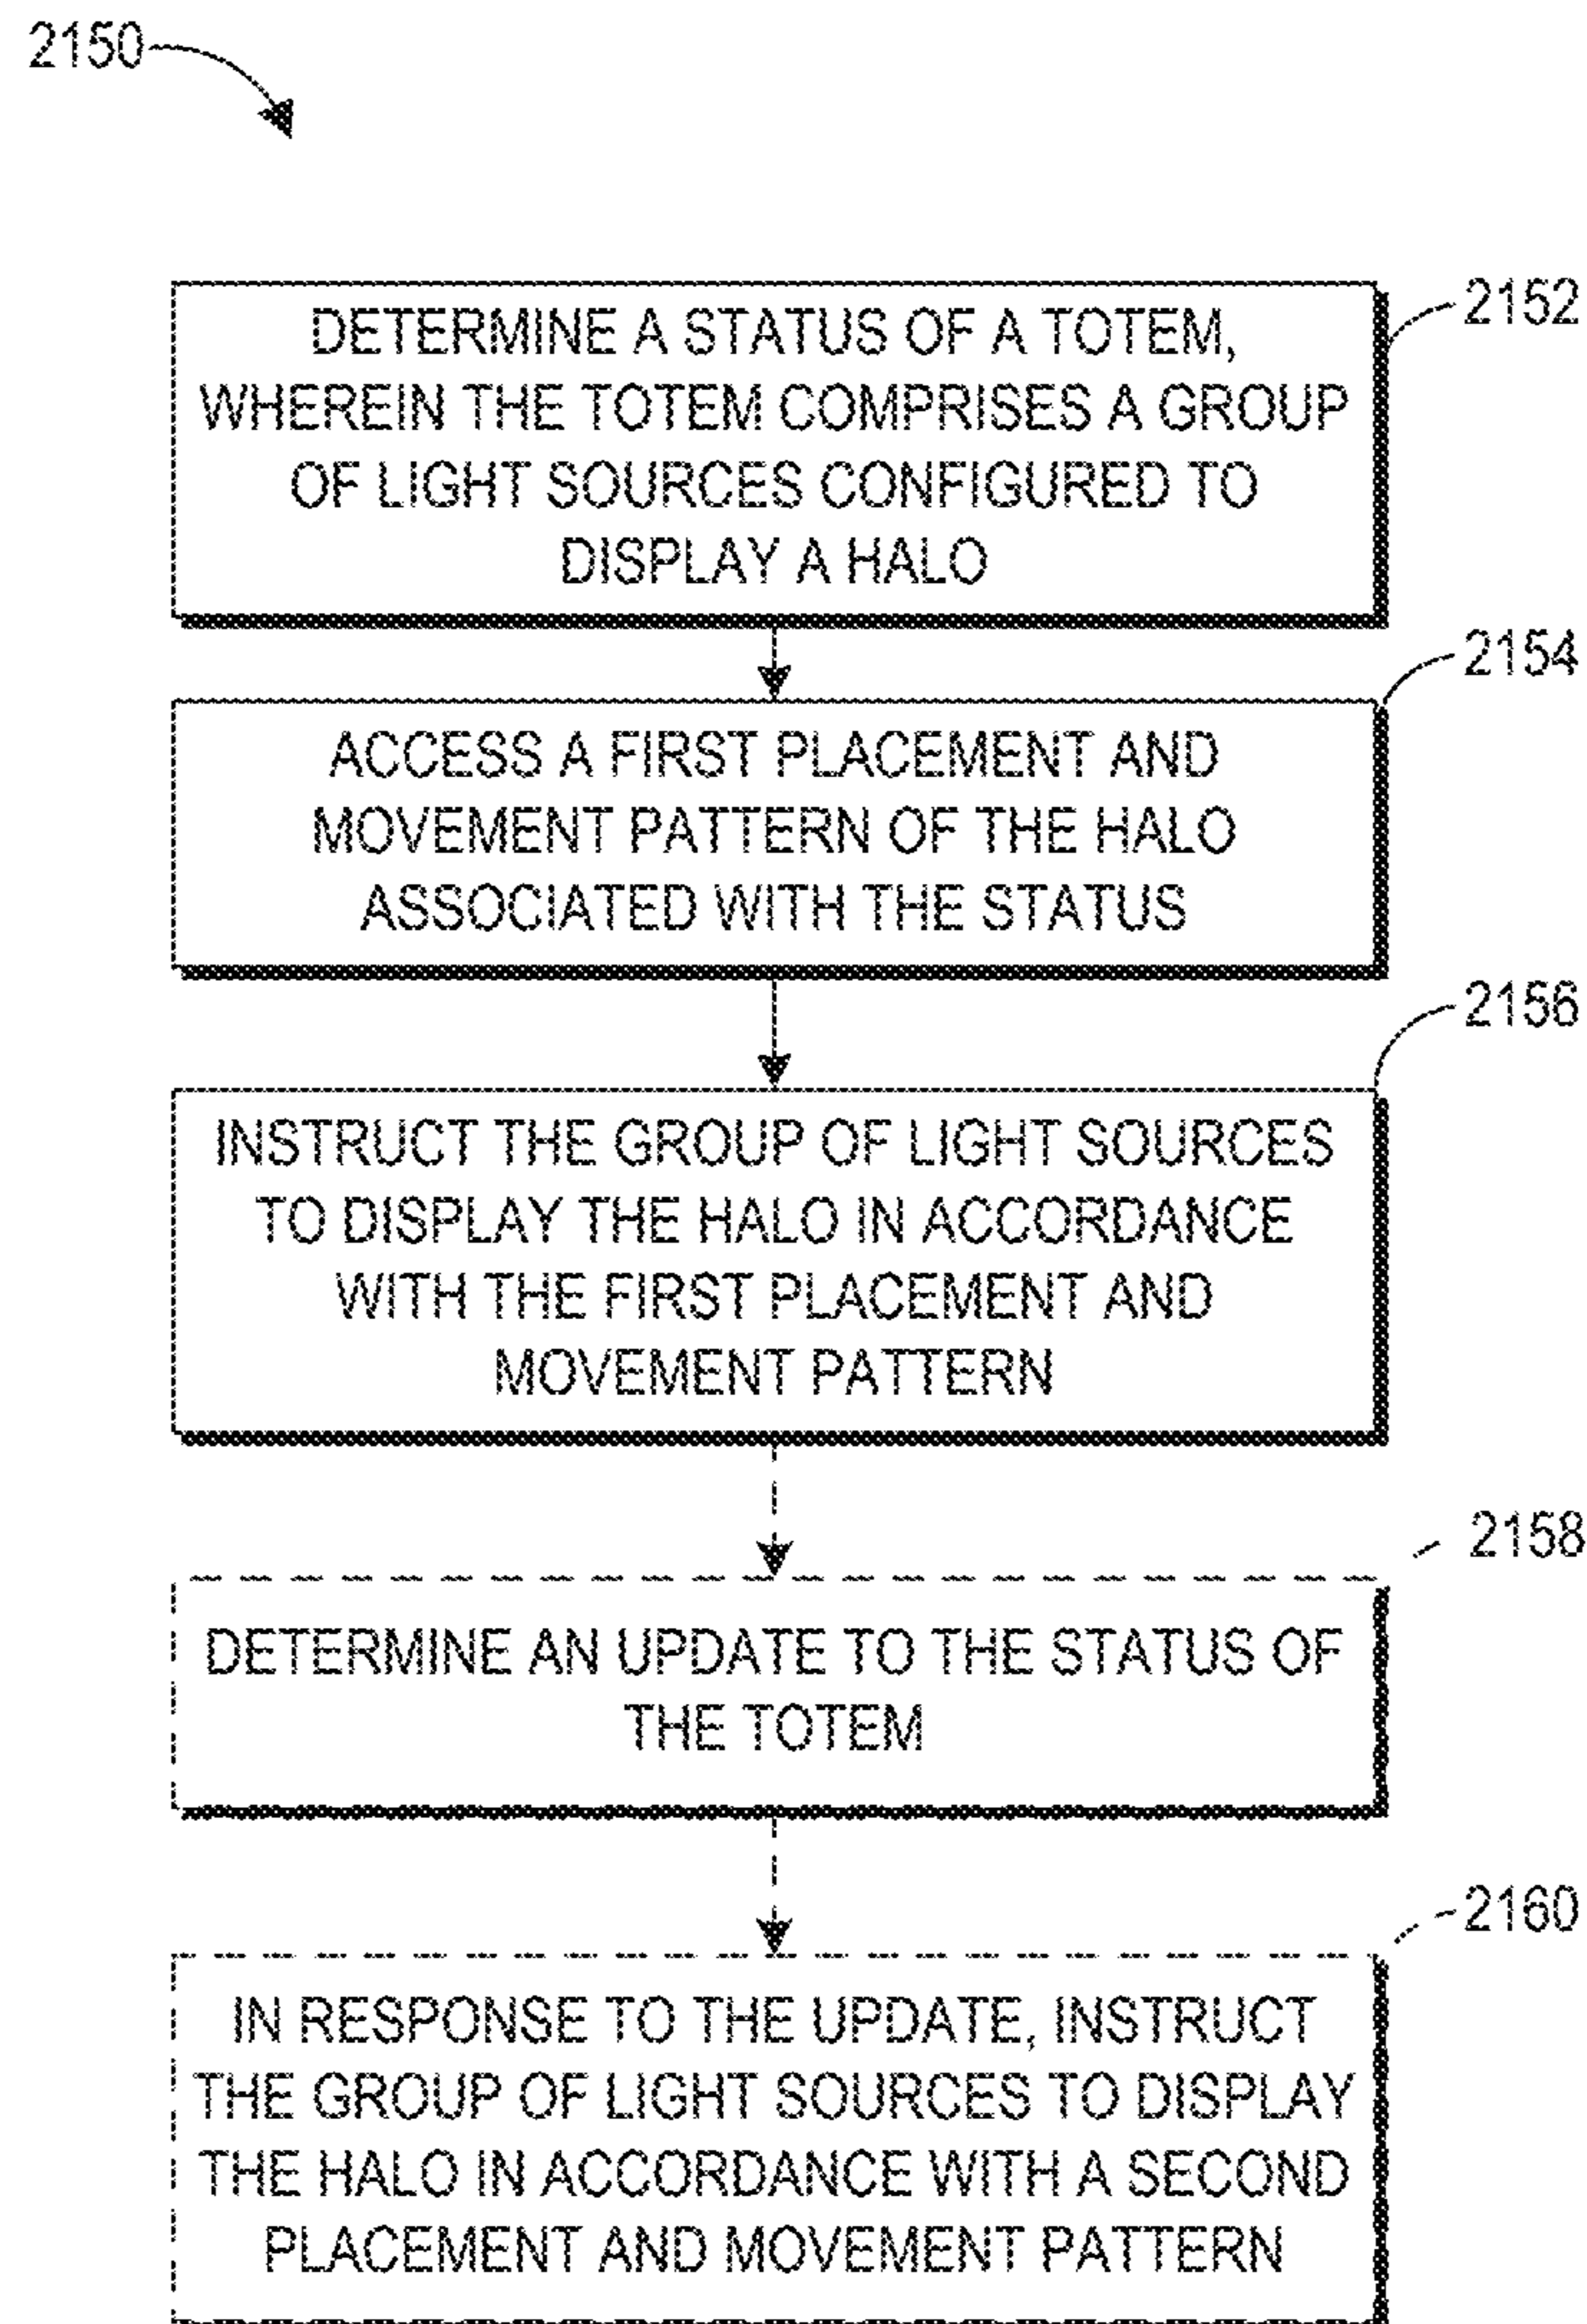 2150
2152
DETERMINE A STATUS OF A TOTEM,
WHEREIN THE TOTEM COMPRISES A GROUP
OF LIGHT SOURCES CONFIGURED TO
DISPLAY A HALO
2154
ACCESS A FIRST PLACEMENT AND
MOVEMENT PATTERN OF THE HALO
ASSOCIATED WITH THE STATUS
2156
INSTRUCT THE GROUP OF LIGHT SOURCES
TO DISPLAY THE HALO IN ACCORDANCE
WITH THE FIRST PLACEMENT AND
MOVEMENT PATTERN
2158
DETERMINE AN UPDATE TO THE STATUS OF
THE TOTEM
2160
IN RESPONSE TO THE UPDATE, INSTRUCT
THE GROUP OF LIGHT SOURCES TO DISPLAY
THE HALO IN ACCORDANCE WITH A SECOND
PLACEMENT AND MOVEMENT PATTERN